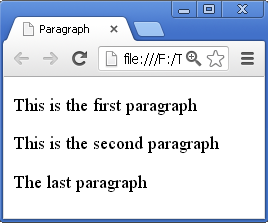 Paragraph
file:///F:/T
This is the first paragraph
This is the second paragraph
The last paragraph